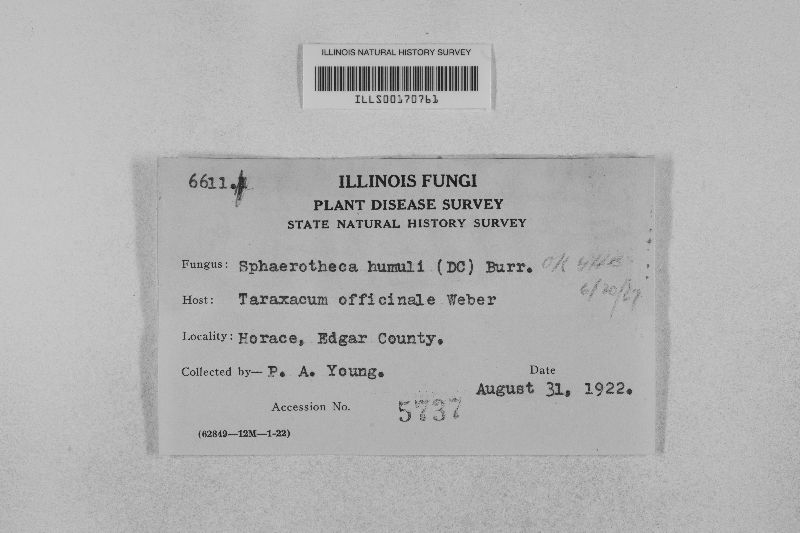 ILLINOIS NATURAL HISTORY SURVEY
ILLS00170761
6611.
ILLINOIS FUNGI
PLANT DISEASE SURVEY
STATE NATURAL HISTORY SURVEY
Fungus: Sphaerotheca humuli (DC) Burr. OK
Host: Taraxacum officinale Weber
Locality: Horace, Edgar County.
Collected by— P. A. Young.
Date
August 31, 1922.
Accession No. 5737
(62849—12M—1-22)